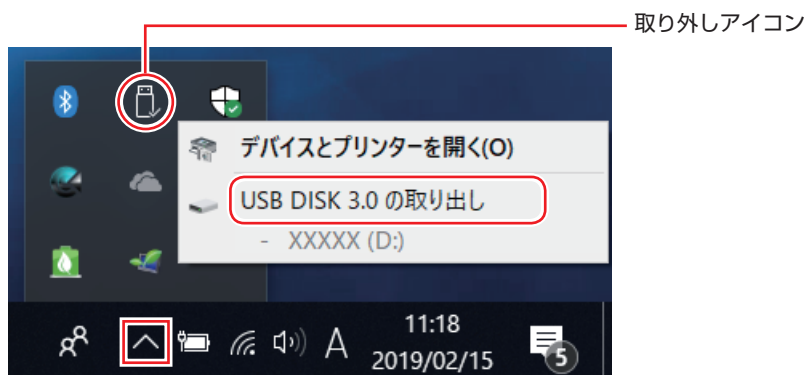 取り外しアイコン
デバイスとプリンターを開く(O)
USB DISK 3.0 の取り出し
- XXXXX (D:)
A
11:18
2019/02/15
5